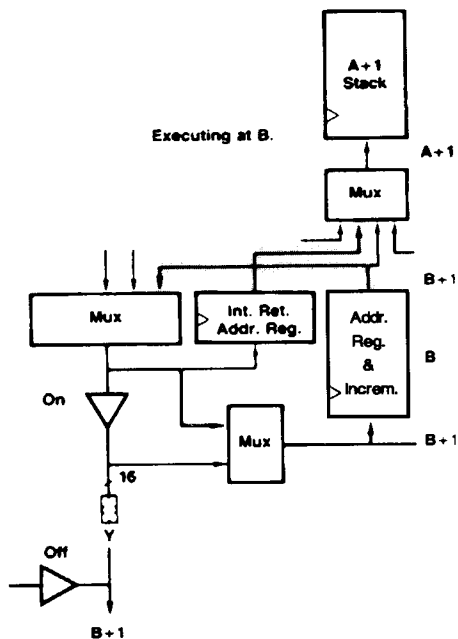 A+1
Stack
Executing at B.
A+1
Mux
B+1
Mux
Int. Ret.
Addr. Reg.
Addr.
Reg.
&
Increm.
B
On
Mux
B+1
16
Y
Off
B+1